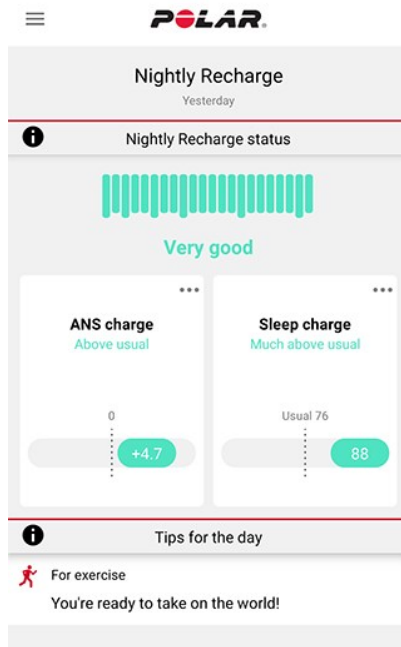 POLAR.
Nightly Recharge
Yesterday
Nightly Recharge status
Very good
ANS charge
Above usual
0
+4.7
Sleep charge
Much above usual
Usual 76
88
Tips for the day
For exercise
You're ready to take on the world!